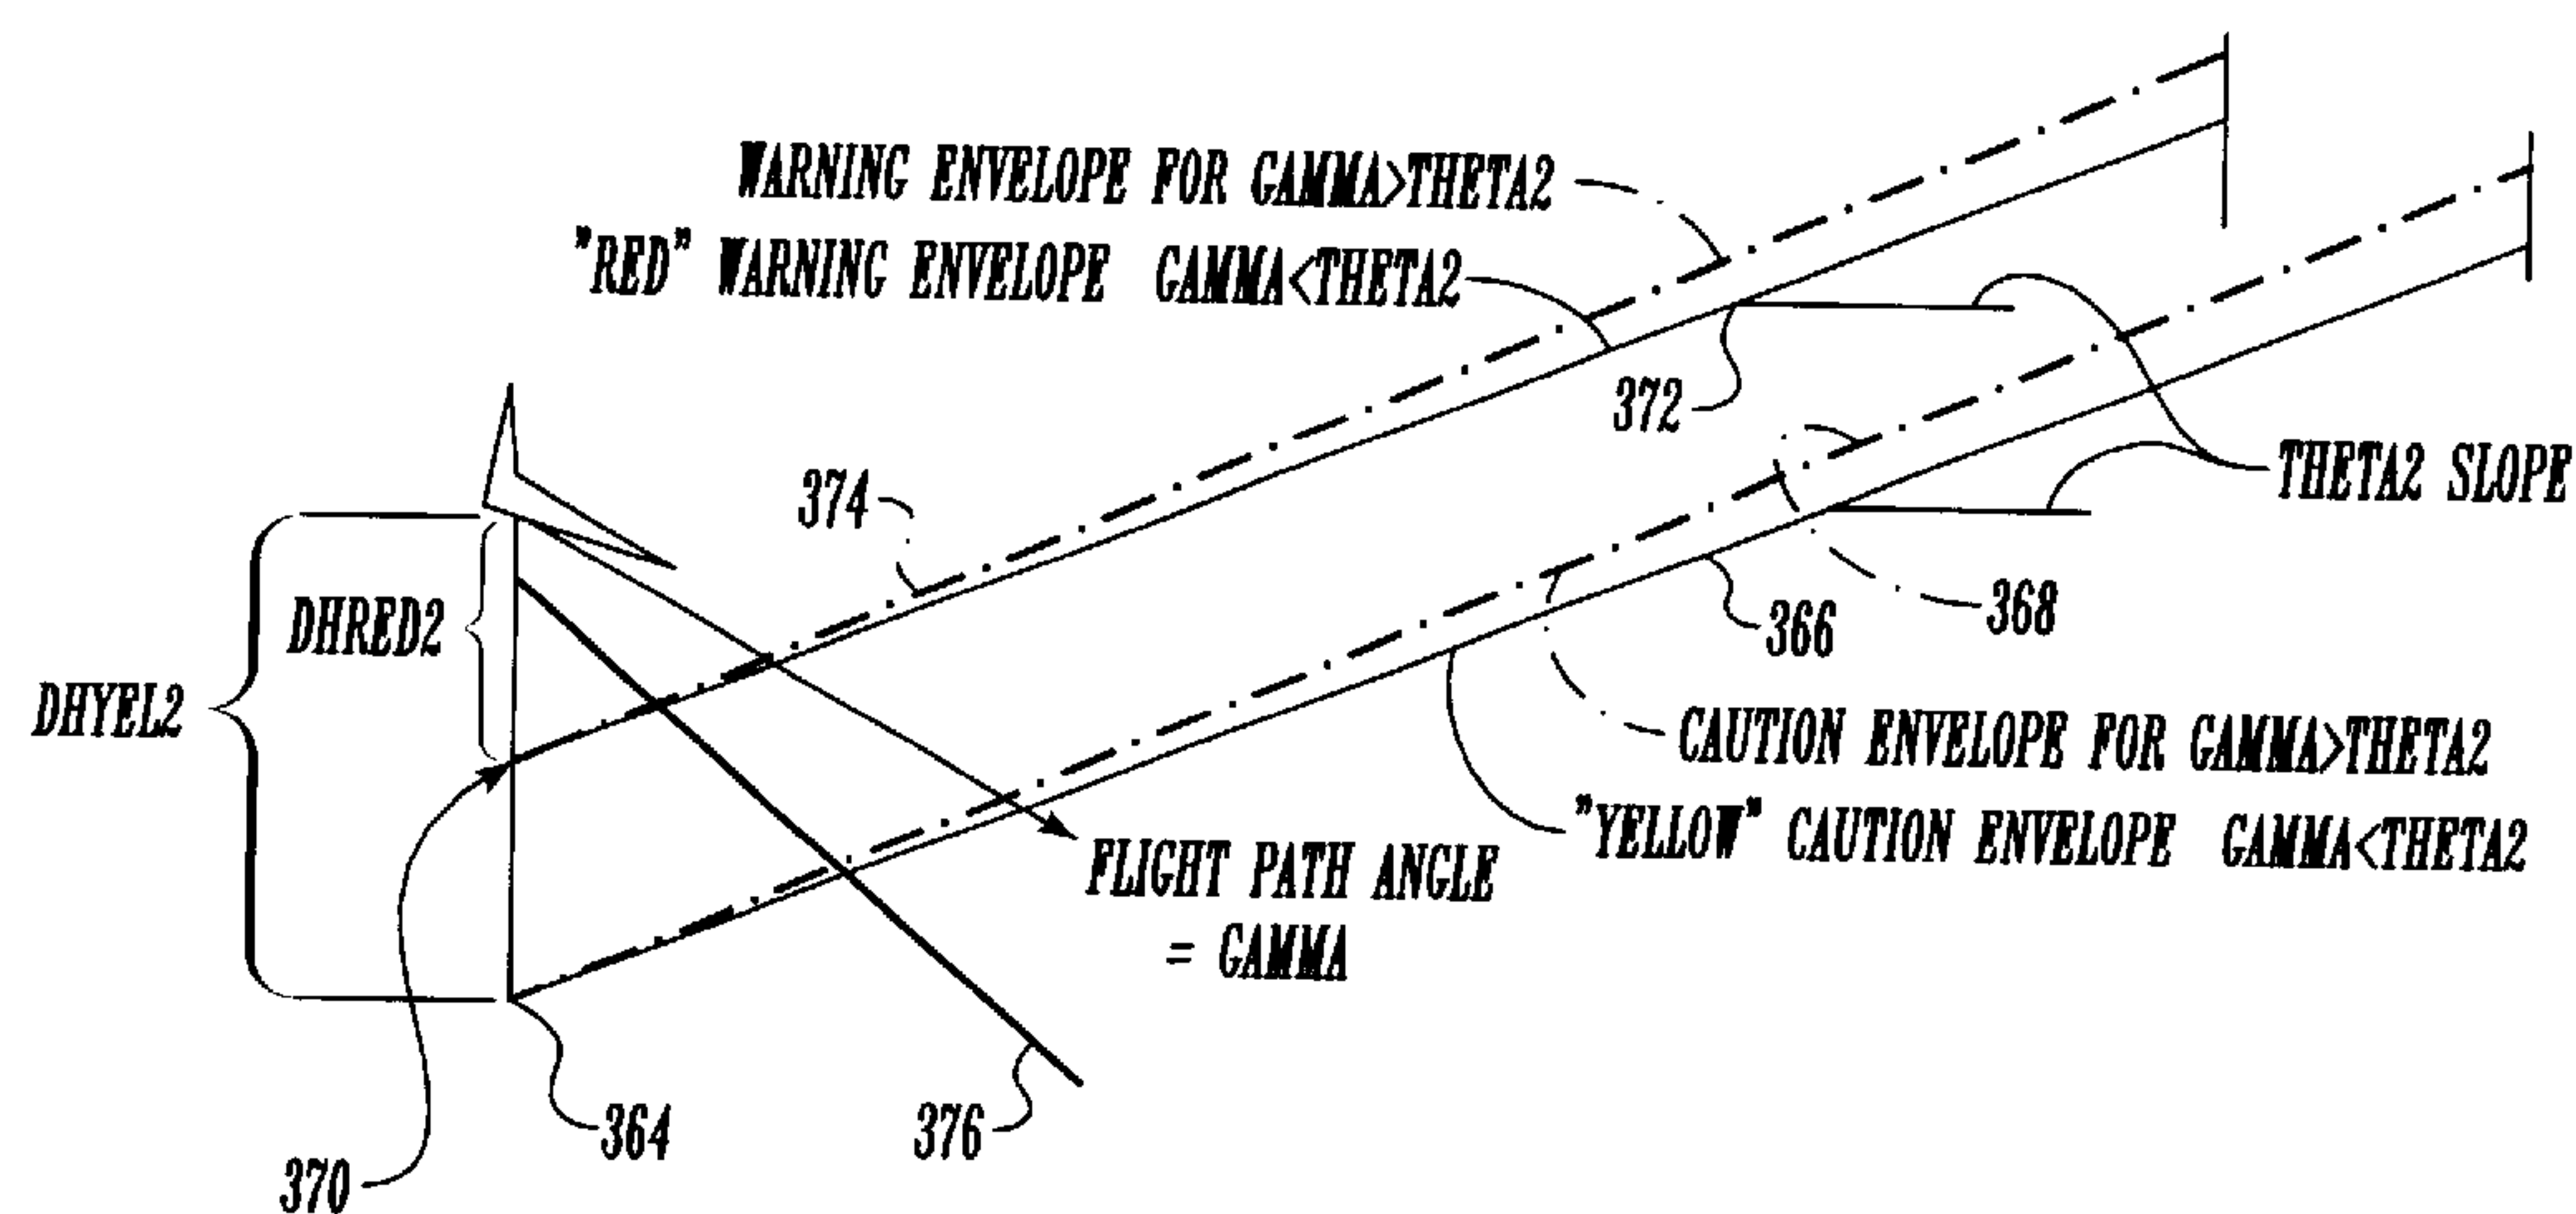 WARNING ENVELOPE FOR GAMMA>THETA2
"RED" WARNING ENVELOPE GAMMA<THETA2
372
374
THETA2 SLOPE
DHRED2
368
366
DHYEL2
CAUTION ENVELOPE FOR GAMMA>THETA2
"YELLOW" CAUTION ENVELOPE GAMMA<THETA2
FLIGHT PATH ANGLE
= GAMMA
364
376
370